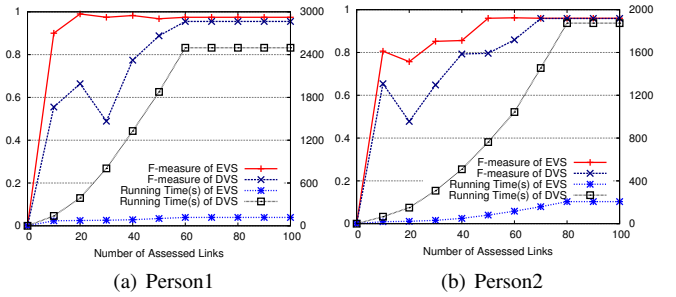 1
0.8
0.6
0.4
0.2
0
3000
2400
1800
1200
600
0
F-measure of EVS
F-measure of DVS
Running Time(s) of EVS
Running Time(s) of DVS
0 20 40 60 80 100
Number of Assessed Links
(a) Person1
1
0.8
0.6
0.4
0.2
0
2000
1600
1200
800
400
200
0
F-measure of EVS
F-measure of DVS
Running Time(s) of EVS
Running Time(s) of DVS
0 20 40 60 80 100
Number of Assessed Links
(b) Person2